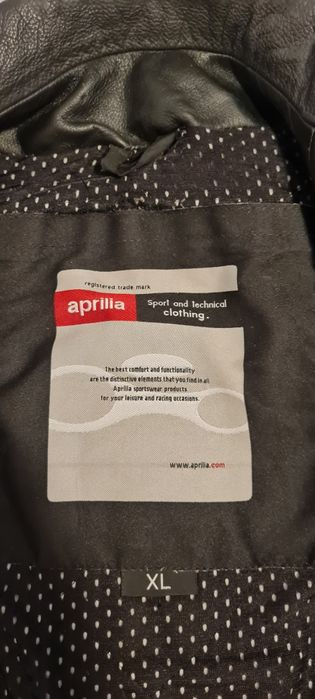 registered trade mark
aprilia
Sport and technical
clothing.
The best comfort and functionality
are the distinctive elements that you find in all
Aprilia sportswear products
for your leisure and racing occasions.
www.aprilia.com
XL